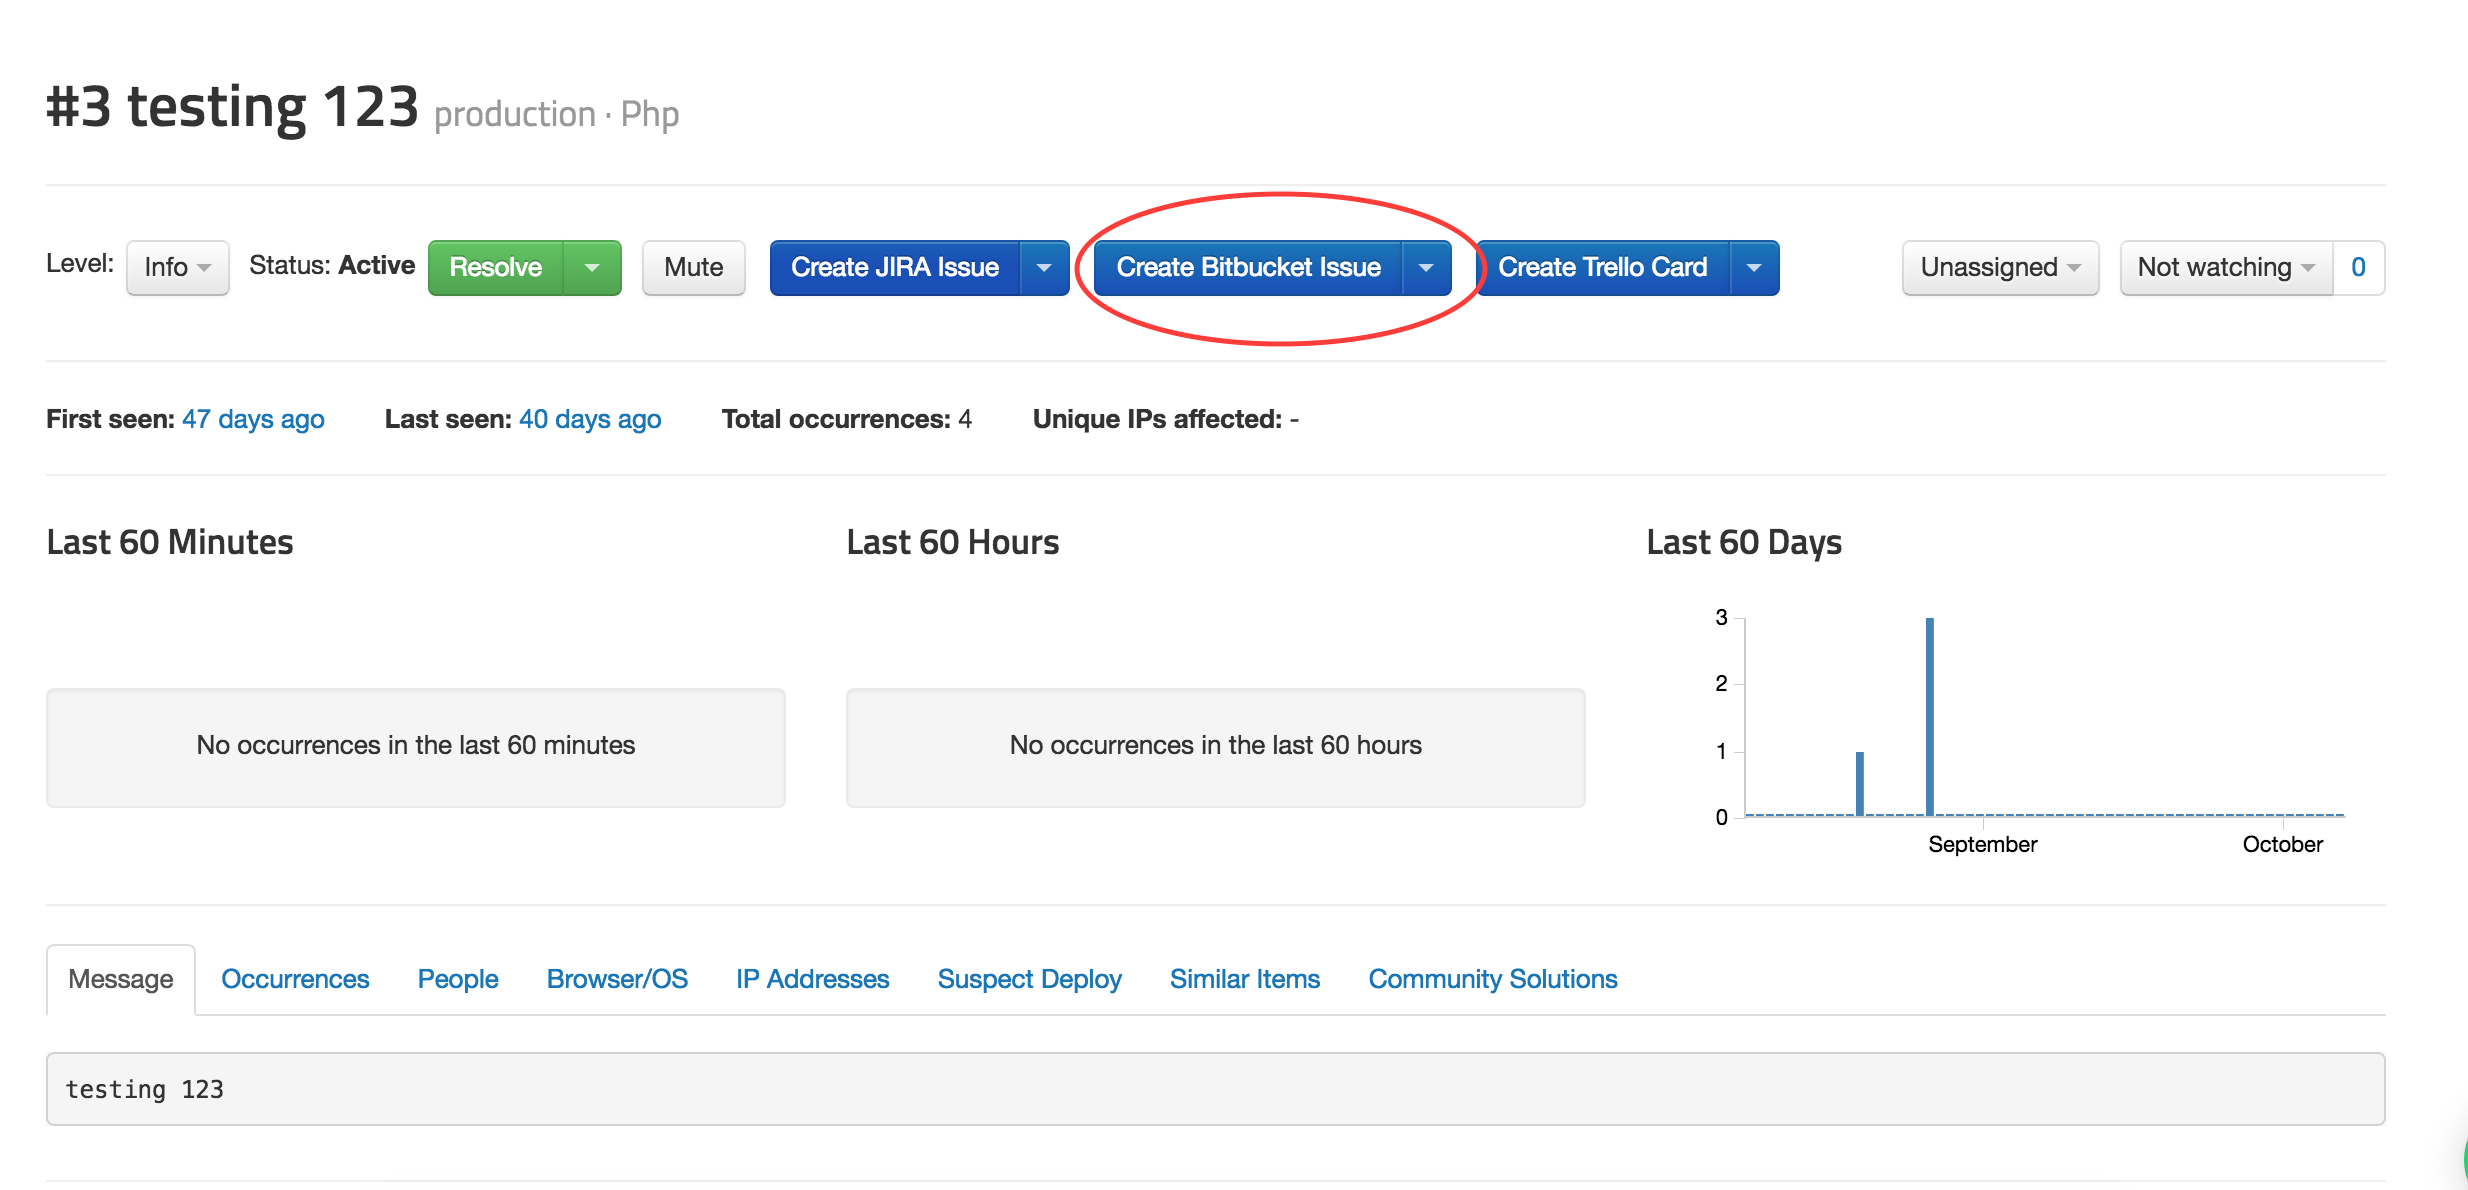 #3 testing 123 production · Php
Level: Info Status: Active Resolve Mute Create JIRA Issue Create Bitbucket Issue Create Trello Card Unassigned Not watching 0
First seen: 47 days ago Last seen: 40 days ago Total occurrences: 4 Unique IPs affected: -
Last 60 Minutes
No occurrences in the last 60 minutes
Last 60 Hours
No occurrences in the last 60 hours
Last 60 Days
3
2
1
0
September October
Message Occurrences People Browser/OS IP Addresses Suspect Deploy Similar Items Community Solutions
testing 123